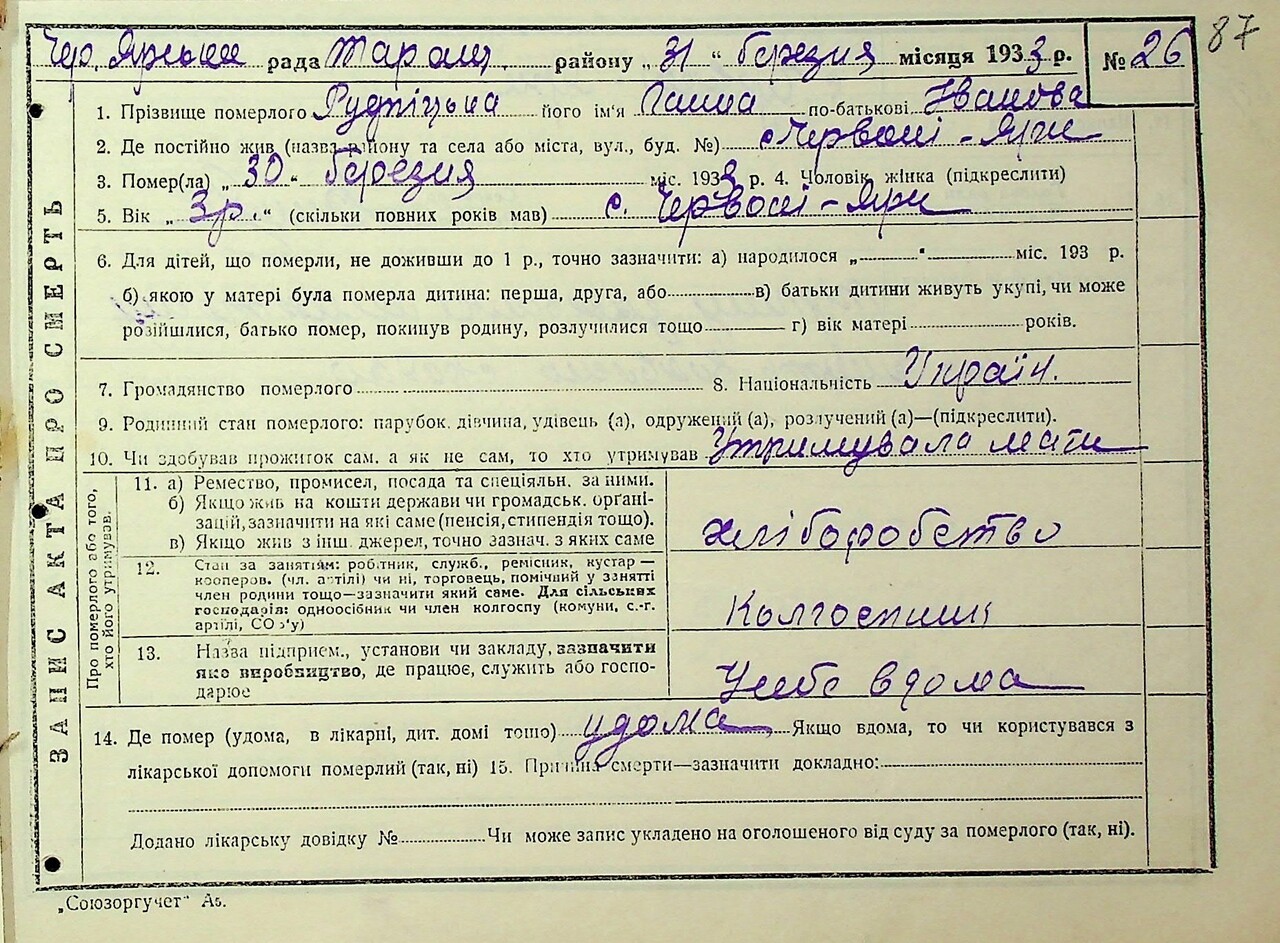 87
Чер. Ярська рада Таращ. району „ 31 “ березня місяця 1933 р. № 26
1. Прізвище померлого Рудніцька його ім'я Ганна по-батькові Іванова
2. Де постійно жив (назва району та села або міста, вул., буд. №) с Червоні-Яри
3. Помер(ла) „ 30 “ березня міс. 1933 р. 4. Чоловік, жінка (підкреслити)
5. Вік „ 3 р. “ (скільки повних років мав) с. Червоні-Яри
6. Для дітей, що померли, не доживши до 1 р., точно зазначити: а) народилося „ “ міс. 193 р.
б) якою у матері була померла дитина: перша, друга, або в) батьки дитини живуть укупі, чи може
розійшлися, батько помер, покинув родину, розлучилися тощо г) вік матері років.
7. Громадянство померлого 8. Національність Україн.
9. Родинний стан померлого: парубок, дівчина, удівець (а), одружений (а), розлучений (а)—(підкреслити).
10. Чи здобував прожиток сам, а як не сам, то хто утримував Утримувала мати
Про померлого або того, хто його утримував.
11. а) Ремество, промисел, посада та спеціяльн. за ними.
б) Якщо жив на кошти держави чи громадськ. орґані-
зацій, зазначити на які саме (пенсія, стипендія тощо).
в) Якщо жив з інш. джерел, точно зазнач. з яких саме
хліборобство
12. Стан за заняттям: робітник, служб., ремісник, кустар—
кооперов. (чл. артілі) чи ні, торговець, помічний у занятті
член родини тощо—зазначити який саме. Для сільських
господарів: одноосібник чи член колгоспу (комуни, с.-г.
артілі, СОЗ'у)
Колгоспник
13. Назва підприєм., установи чи закладу, зазначити
яке виробництво, де працює, служить або госпо-
дарює
У себе вдома
14. Де помер (удома, в лікарні, дит. домі тощо) удома Якщо вдома, то чи користувався з
лікарської допомоги померлий (так, ні) 15. Причина смерти—зазначити докладно:
Додано лікарську довідку № Чи може запис укладено на оголошеного від суду за померлого (так, ні).
ЗАПИС АКТА ПРО СМЕРТЬ
„Союзоргучет“ А5.